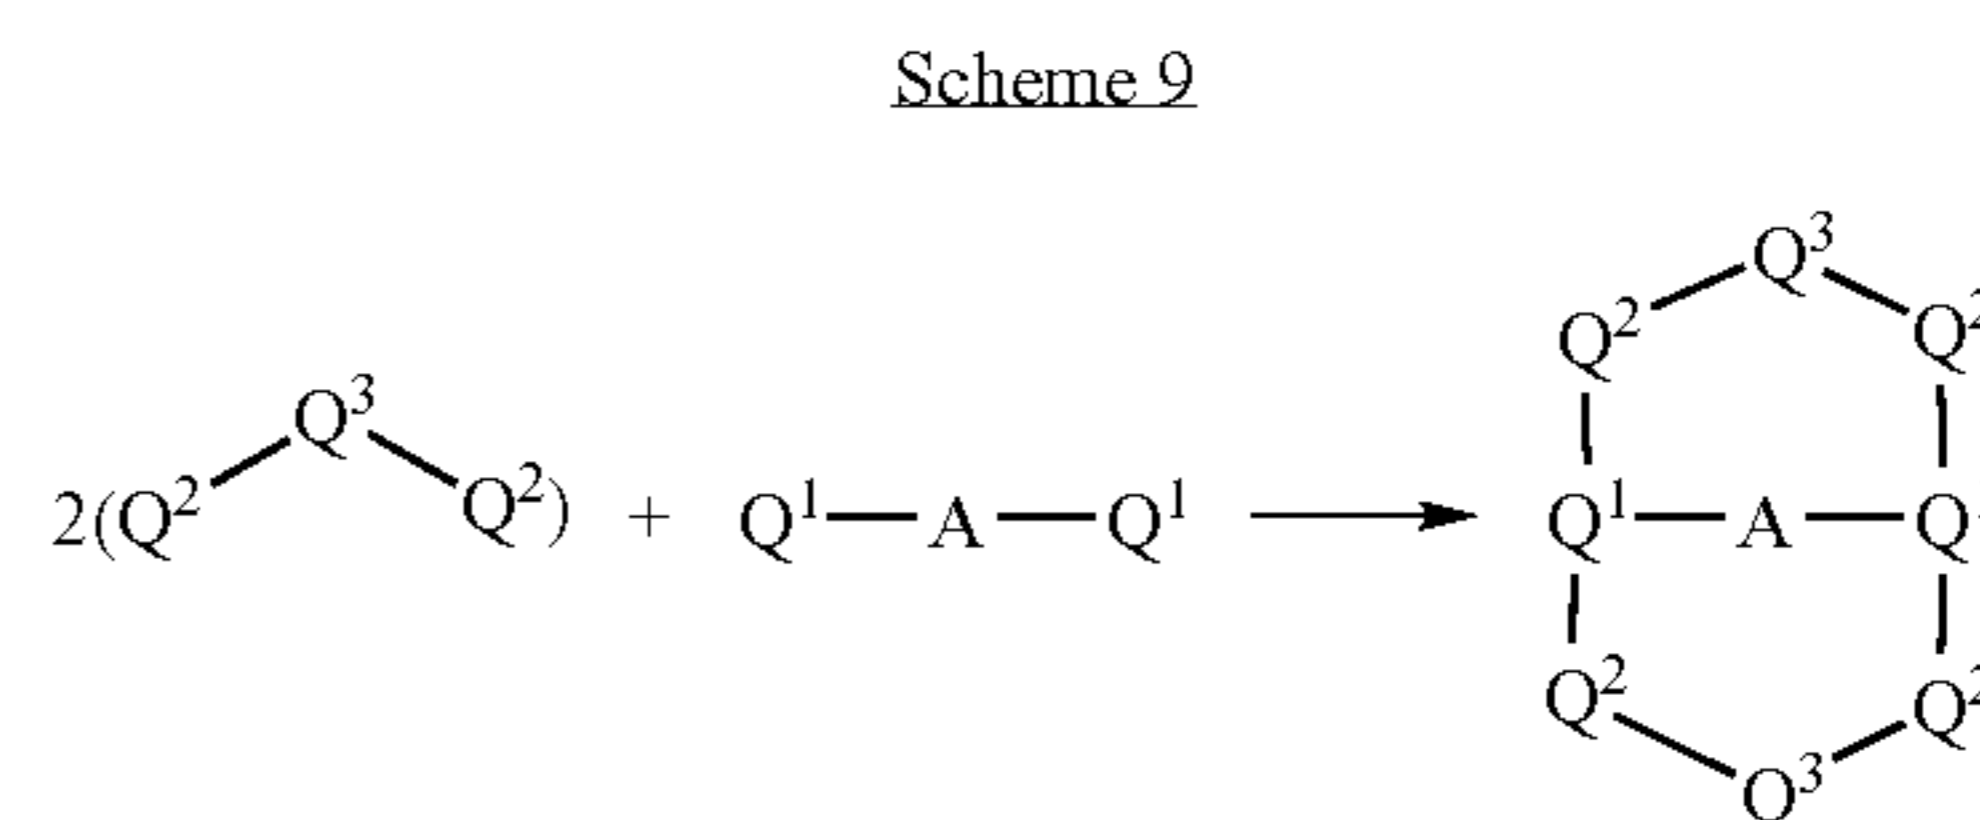 Scheme 9
Q³
Q³
Q² Q²
2(Q² Q²) + Q¹—A—Q¹ → Q¹—A—Q
Q² Q²
Q³